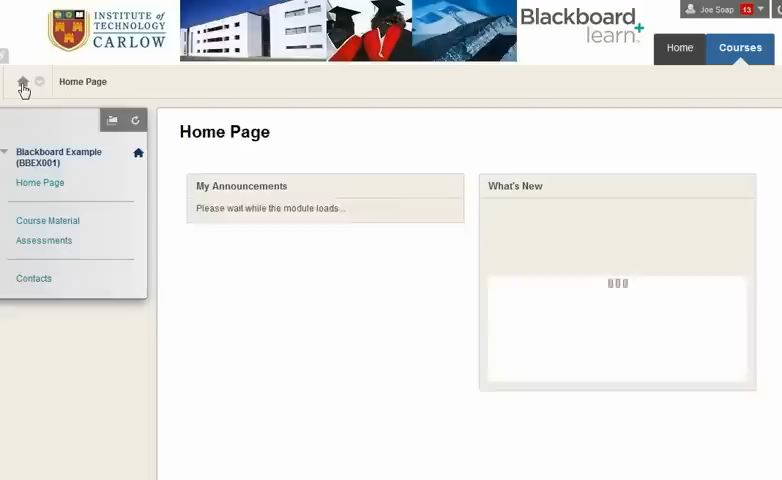 INSTITUTE of
TECHNOLOGY
CARLOW
Blackboard
learn+
Joe Soap 13
Home
Courses
Home Page
Blackboard Example
(BBEX001)
Home Page
Course Material
Assessments
Contacts
Home Page
My Announcements
Please wait while the module loads...
What's New